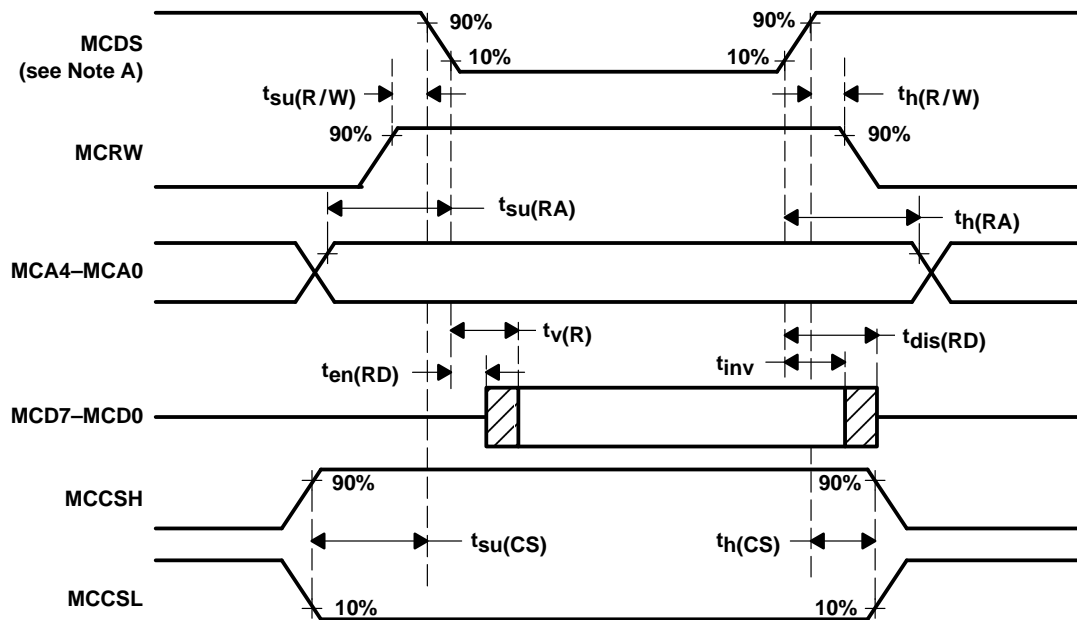 MCDS
(see Note A)
90%
10%
90%
10%
tsu(R/W)
th(R/W)
MCRW
90%
90%
tsu(RA)
th(RA)
MCA4–MCA0
tv(R)
tdis(RD)
ten(RD)
tinv
MCD7–MCD0
MCCSH
90%
90%
tsu(CS)
th(CS)
MCCSL
10%
10%